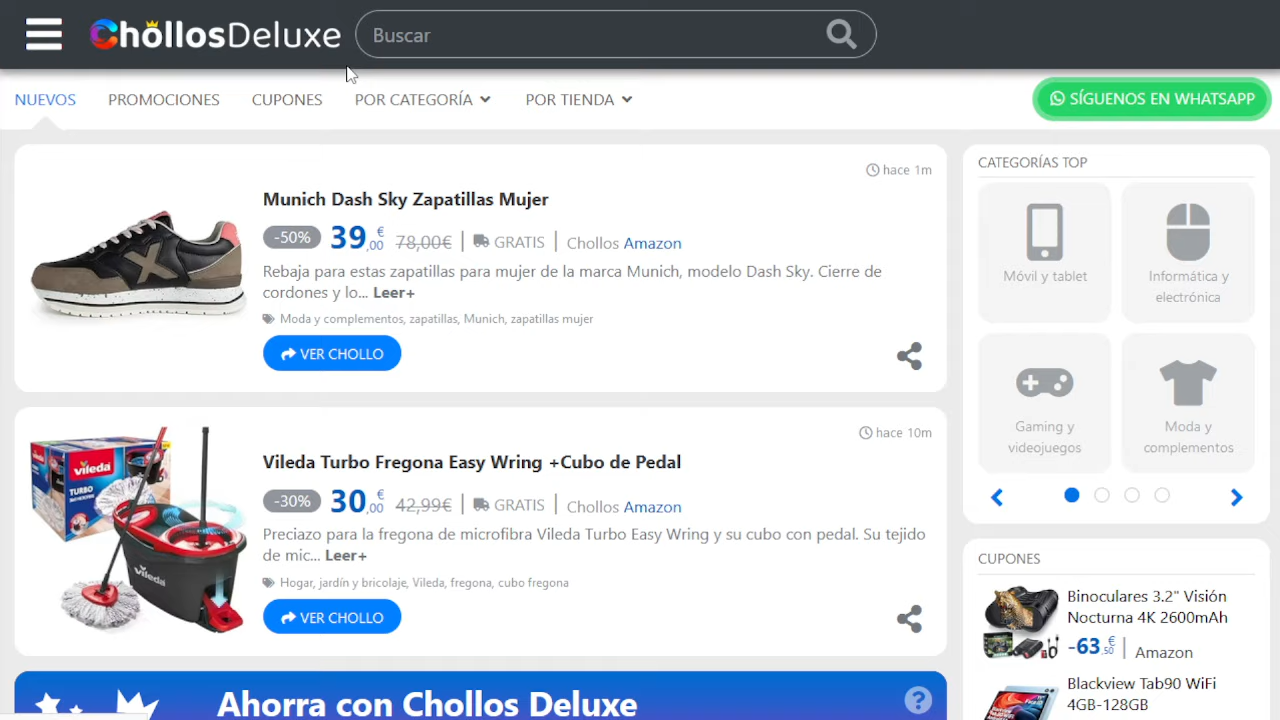 ChollosDeluxe
Buscar
NUEVOS PROMOCIONES CUPONES POR CATEGORÍA POR TIENDA
SÍGUENOS EN WHATSAPP
hace 1m
Munich Dash Sky Zapatillas Mujer
-50% 39,00€ 78,00€ | GRATIS | Chollos Amazon
Rebaja para estas zapatillas para mujer de la marca Munich, modelo Dash Sky. Cierre de
cordones y lo... Leer+
Moda y complementos, zapatillas, Munich, zapatillas mujer
VER CHOLLO
hace 10m
Vileda Turbo Fregona Easy Wring +Cubo de Pedal
-30% 30,00€ 42,99€ | GRATIS | Chollos Amazon
Preciazo para la fregona de microfibra Vileda Turbo Easy Wring y su cubo con pedal. Su tejido
de mic... Leer+
Hogar, jardín y bricolaje, Vileda, fregona, cubo fregona
VER CHOLLO
Vileda
TURBO
vileda
Ahorra con Chollos Deluxe
?
CATEGORÍAS TOP
Móvil y tablet
Informática y
electrónica
Gaming y
videojuegos
Moda y
complementos
CUPONES
Binoculares 3.2" Visión
Nocturna 4K 2600mAh
-63,50€ | Amazon
Blackview Tab90 WiFi
4GB-128GB